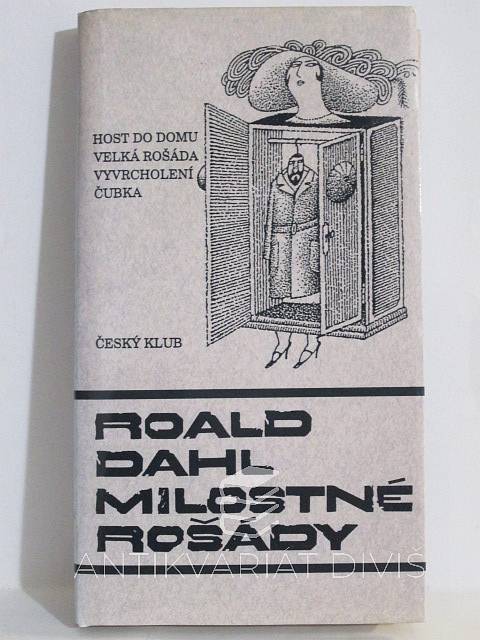 HOST DO DOMU
VELKÁ ROŠÁDA
VYVRCHOLENÍ
ČUBKA
ČESKÝ KLUB
ROALD
DAHL
MILOSTNÉ
ROŠÁDY
ANTIKVARIÁT DIVIŠ